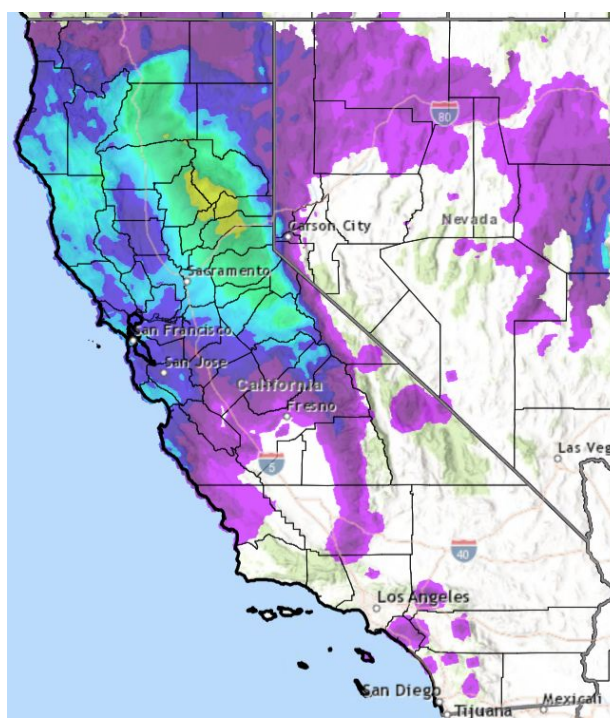 80
Nevada
Carson City
Sacramento
San Francisco
San Jose
California
Fresno
5
Las Veg
40
Los Angeles
San Diego
Tijuana
Mexicali